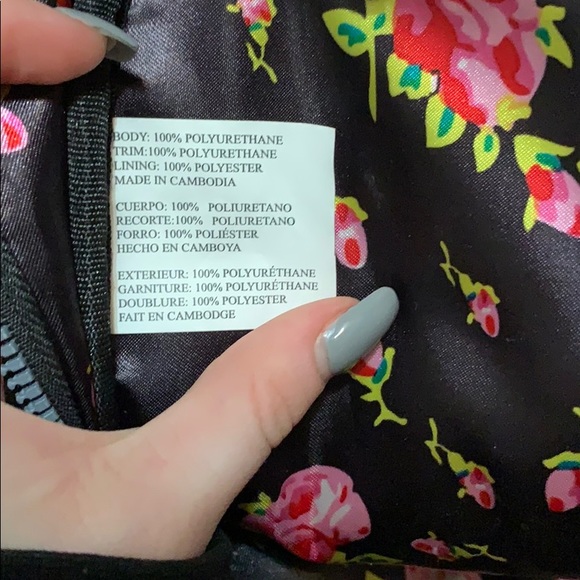 BODY: 100% POLYURETHANE
TRIM:100% POLYURETHANE
LINING: 100% POLYESTER
MADE IN CAMBODIA
CUERPO: 100% POLIURETANO
RECORTE:100% POLIURETANO
FORRO: 100% POLIÉSTER
HECHO EN CAMBOYA
EXTERIEUR: 100% POLYURÉTHANE
GARNITURE: 100% POLYURÉTHANE
DOUBLURE: 100% POLYESTER
FAIT EN CAMBODGE